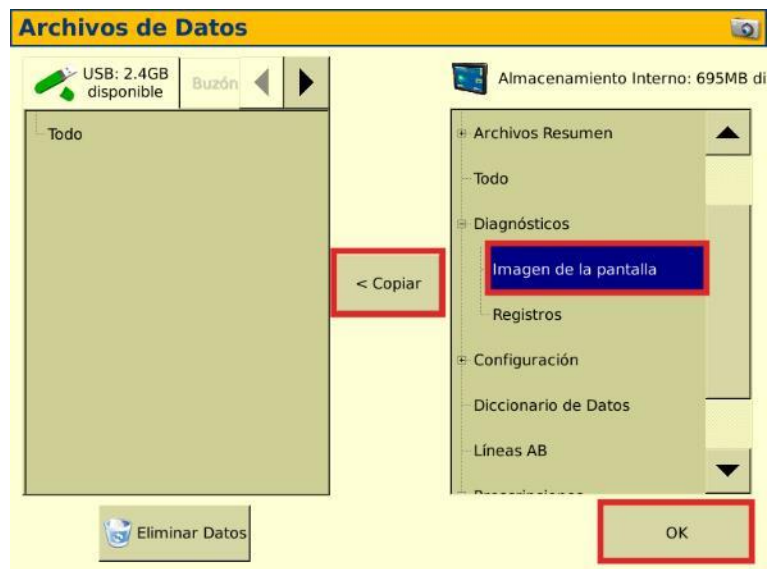 Archivos de Datos
USB: 2.4GB
disponible
Buzón
Almacenamiento Interno: 695MB di
Todo
Archivos Resumen
Todo
Diagnósticos
Imagen de la pantalla
Registros
Configuración
Diccionario de Datos
Líneas AB
< Copiar
Eliminar Datos
OK